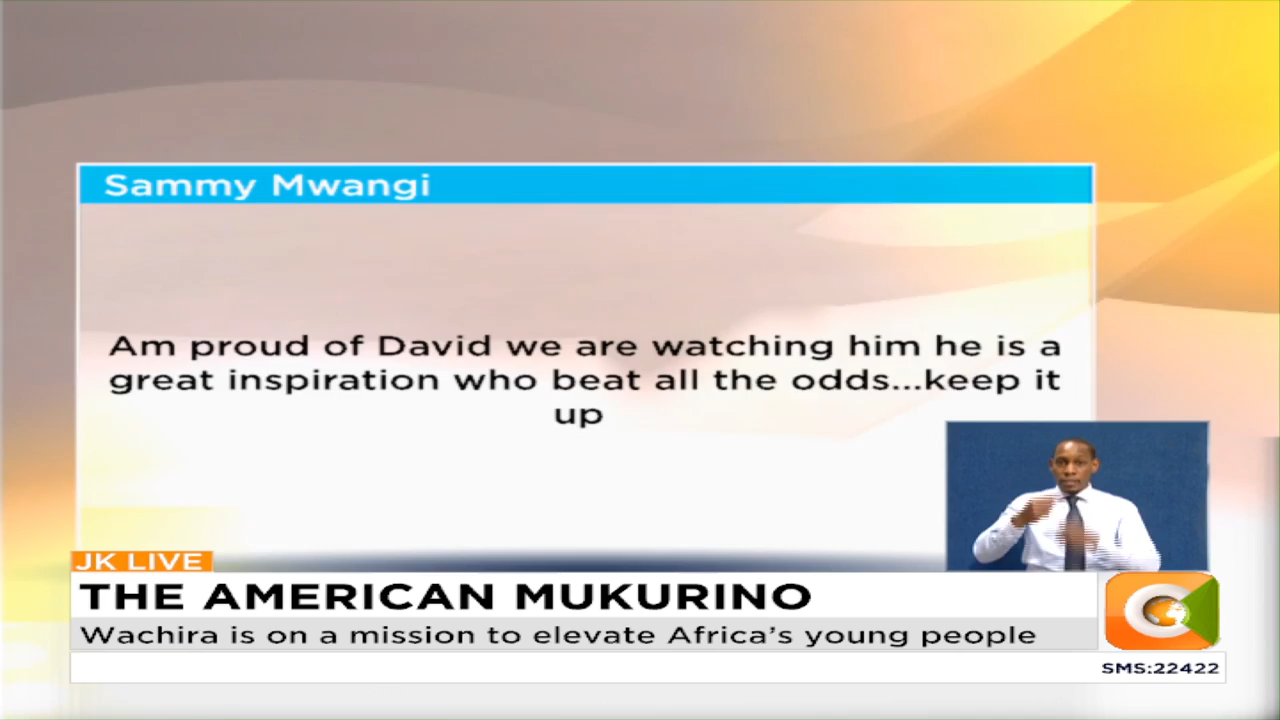 Sammy Mwangi
Am proud of David we are watching him he is a
great inspiration who beat all the odds...keep it
up
JK LIVE
THE AMERICAN MUKURINO
Wachira is on a mission to elevate Africa's young people
SMS:22422